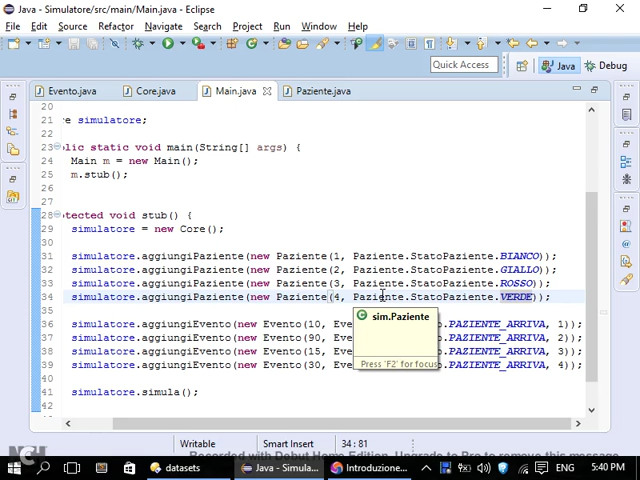 Java - Simulatore/src/main/Main.java - Eclipse
File Edit Source Refactor Navigate Search Project Run Window Help
Quick Access Java Debug
Evento.java Core.java Main.java Paziente.java
20
21 re simulatore;
22
23 blic static void main(String[] args) {
24 Main m = new Main();
25 m.stub();
26
27
28 tected void stub() {
29 simulatore = new Core();
30
31 simulatore.aggiungiPaziente(new Paziente(1, Paziente.StatoPaziente.BIANCO));
32 simulatore.aggiungiPaziente(new Paziente(2, Paziente.StatoPaziente.GIALLO));
33 simulatore.aggiungiPaziente(new Paziente(3, Paziente.StatoPaziente.ROSSO));
34 simulatore.aggiungiPaziente(new Paziente(4, Paziente.StatoPaziente.VERDE));
35
36 simulatore.aggiungiEvento(new Evento(10, Eve o.PAZIENTE_ARRIVA, 1));
37 simulatore.aggiungiEvento(new Evento(90, Eve o.PAZIENTE_ARRIVA, 2));
38 simulatore.aggiungiEvento(new Evento(15, Eve o.PAZIENTE_ARRIVA, 3));
39 simulatore.aggiungiEvento(new Evento(30, Eve o.PAZIENTE_ARRIVA, 4));
40
41 simulatore.simula();
42
sim.Paziente
Press 'F2' for focus
Writable Smart Insert 34 : 81
NCH Recorded with Debut Home Edition. Upgrade to Pro to remove this message
datasets Java - Simula... Introduzione... ENG 5:40 PM